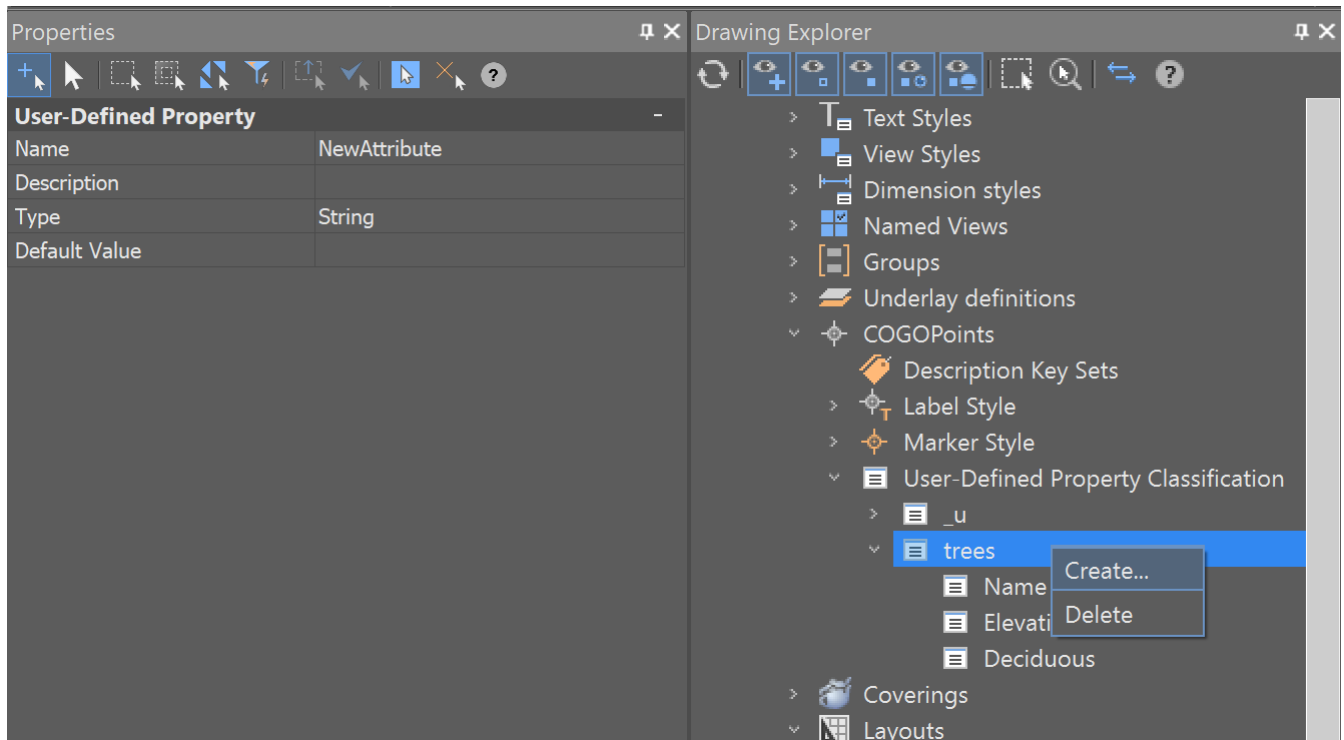 Properties
User-Defined Property
Name NewAttribute
Description
Type String
Default Value
Drawing Explorer
Text Styles
View Styles
Dimension styles
Named Views
Groups
Underlay definitions
COGOPoints
Description Key Sets
Label Style
Marker Style
User-Defined Property Classification
_u
trees
Create...
Name
Delete
Elevati
Deciduous
Coverings
Layouts